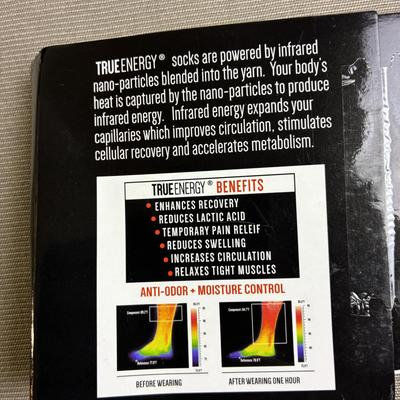 TRUEENERGY® socks are powered by infrared
nano-particles blended into the yarn. Your body's
heat is captured by the nano-particles to produce
infrared energy. Infrared energy expands your
capillaries which improves circulation, stimulates
cellular recovery and accelerates metabolism.
TRUEENERGY® BENEFITS
• ENHANCES RECOVERY
• REDUCES LACTIC ACID
• TEMPORARY PAIN RELEIF
• REDUCES SWELLING
• INCREASES CIRCULATION
• RELAXES TIGHT MUSCLES
ANTI-ODOR + MOISTURE CONTROL
BEFORE WEARING
AFTER WEARING ONE HOUR